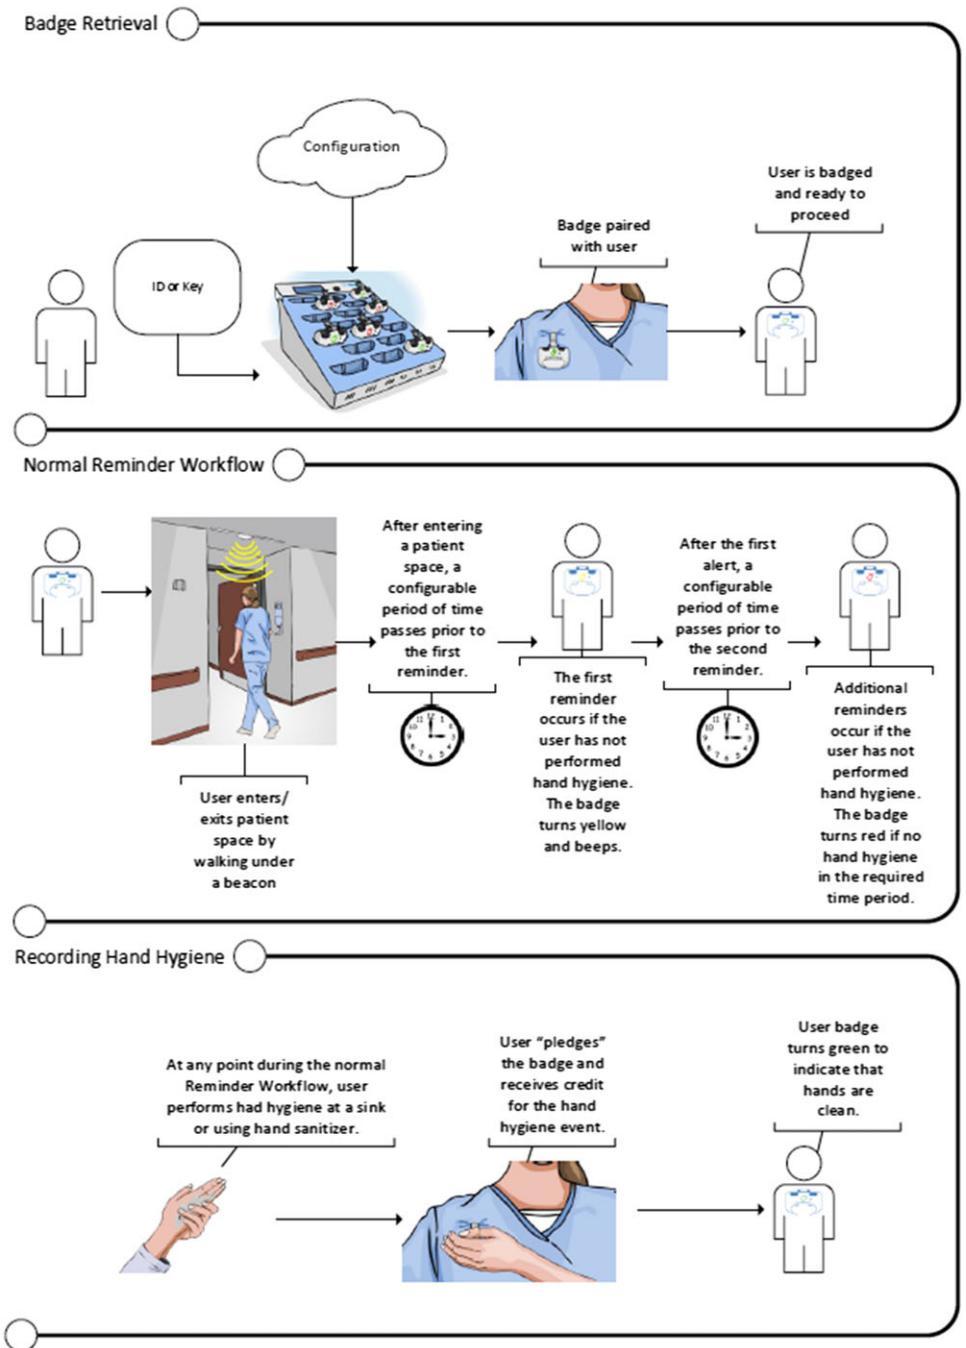 Badge Retrieval
Configuration
User is badged
and ready to
proceed
Badge paired
with user
ID or Key
Normal Reminder Workflow
After entering
a patient
space, a
configurable
period of time
passes prior to
the first
reminder.
After the first
alert, a
configurable
period of time
passes prior to
the second
reminder.
The first
reminder
occurs if the
user has not
performed
hand hygiene.
The badge
turns yellow
and beeps.
Additional
reminders
occur if the
user has not
performed
hand hygiene.
The badge
turns red if no
hand hygiene
in the required
time period.
User enters/
exits patient
space by
walking under
a beacon
Recording Hand Hygiene
At any point during the normal
Reminder Workflow, user
performs had hygiene at a sink
or using hand sanitizer.
User “pledges”
the badge and
receives credit
for the hand
hygiene event.
User badge
turns green to
indicate that
hands are
clean.